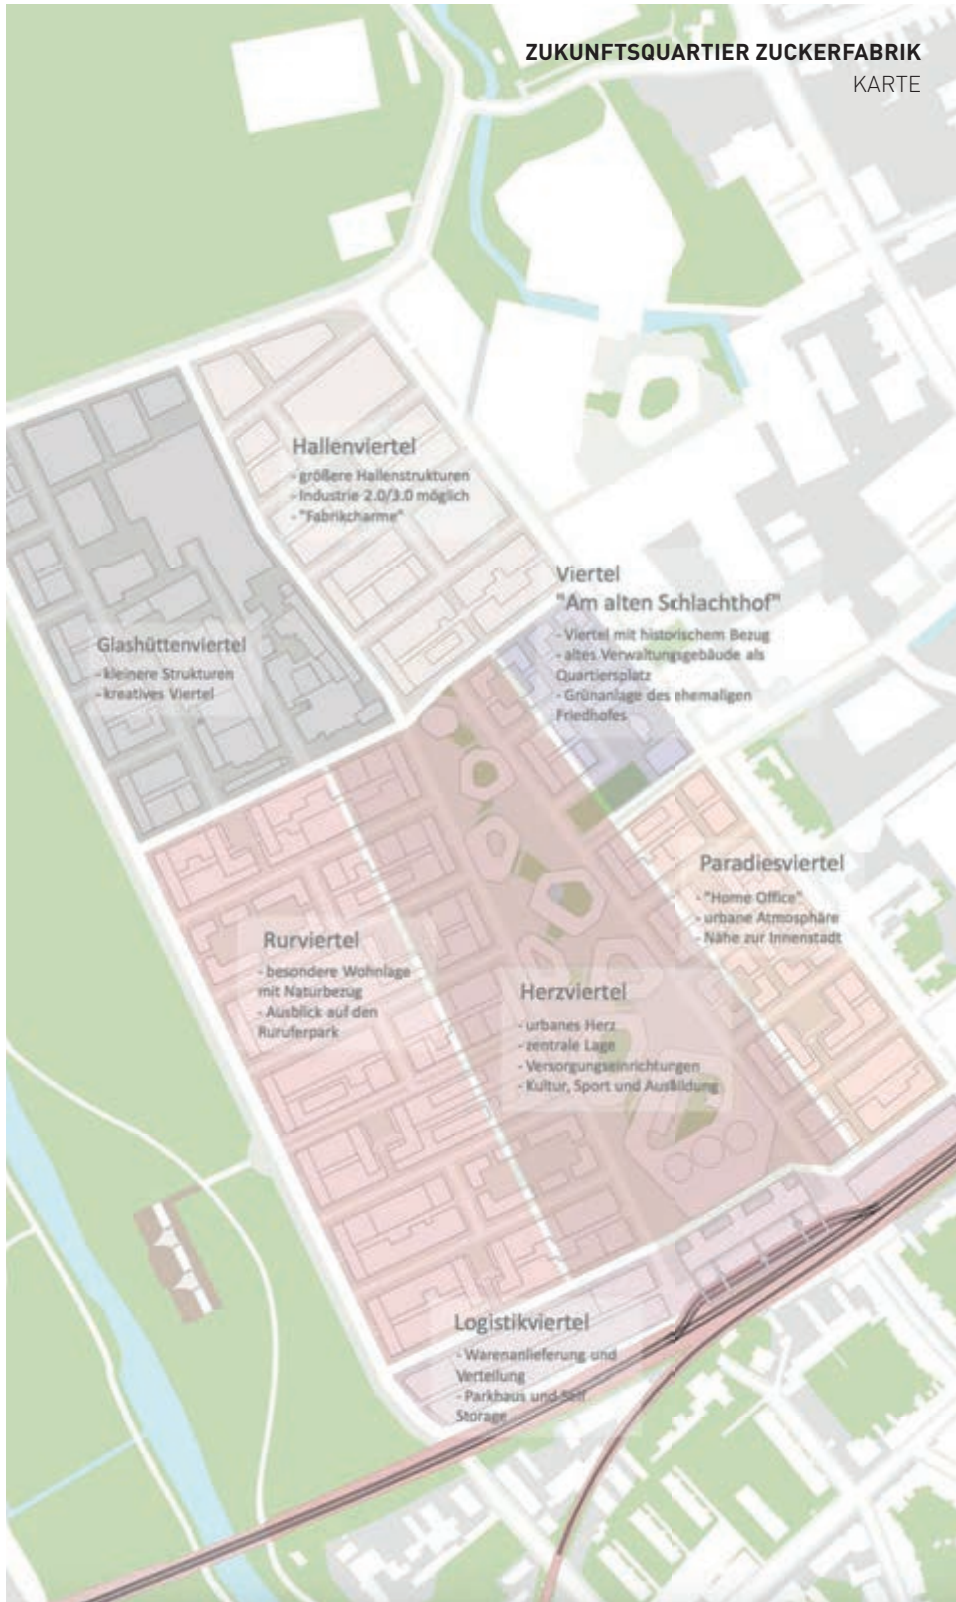 ZUKUNFTSQUARTIER ZUCKERFABRIK
KARTE
Hallenviertel
- größere Hallenstrukturen
- Industrie 2.0/3.0 möglich
- "Fabrikcharme"
Viertel
"Am alten Schlachthof"
- Viertel mit historischem Bezug
- altes Verwaltungsgebäude als
Quartiersplatz
- Grünanlage des ehemaligen
Friedhofes
Glashüttenviertel
- kleinere Strukturen
- kreatives Viertel
Paradiesviertel
- "Home Office"
- urbane Atmosphäre
- Nähe zur Innenstadt
Rurviertel
- besondere Wohnlage
mit Naturbezug
- Ausblick auf den
Ruruferpark
Herzviertel
- urbanes Herz
- zentrale Lage
- Versorgungseinrichtungen
- Kultur, Sport und Ausbildung
Logistikviertel
- Warenanlieferung und
Verteilung
- Parkhaus und Self
Storage